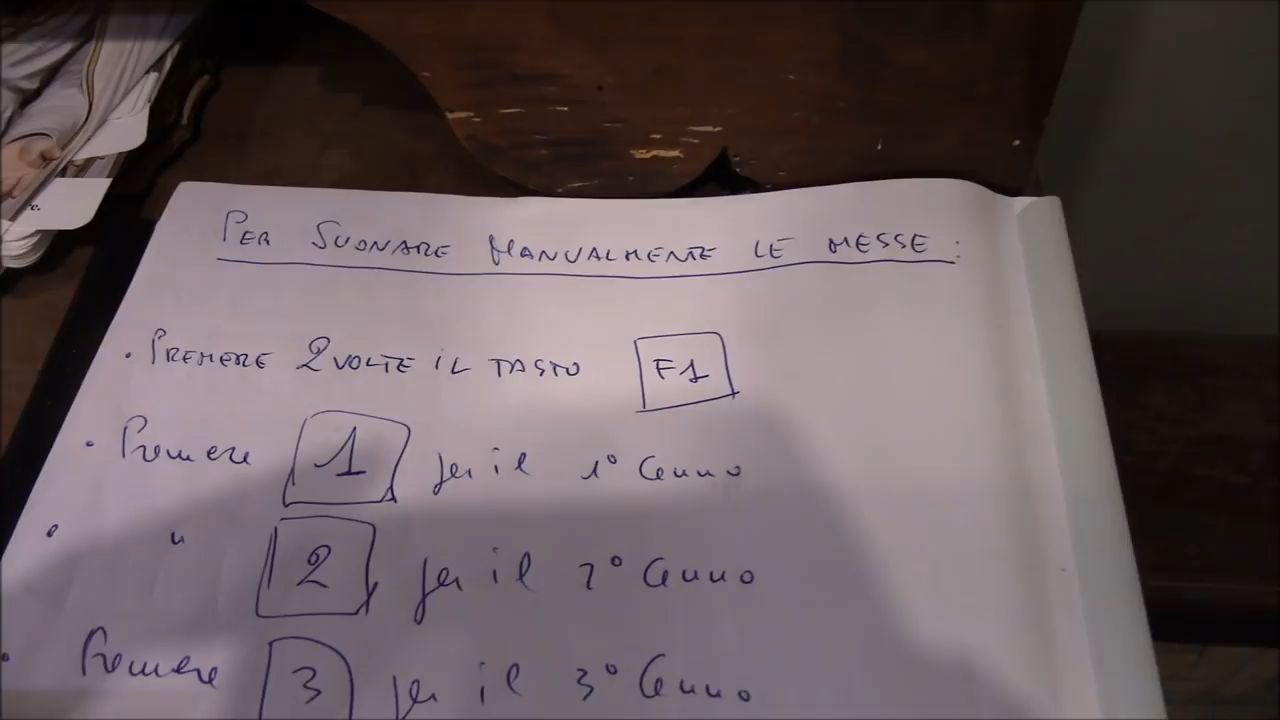 PER SUONARE MANUALMENTE LE MESSE:
• PREMERE 2 VOLTE IL TASTO F1
• Premere 1 per il 1° Cenno
• " 2 per il 2° Cenno
• Premere 3 per il 3° Cenno